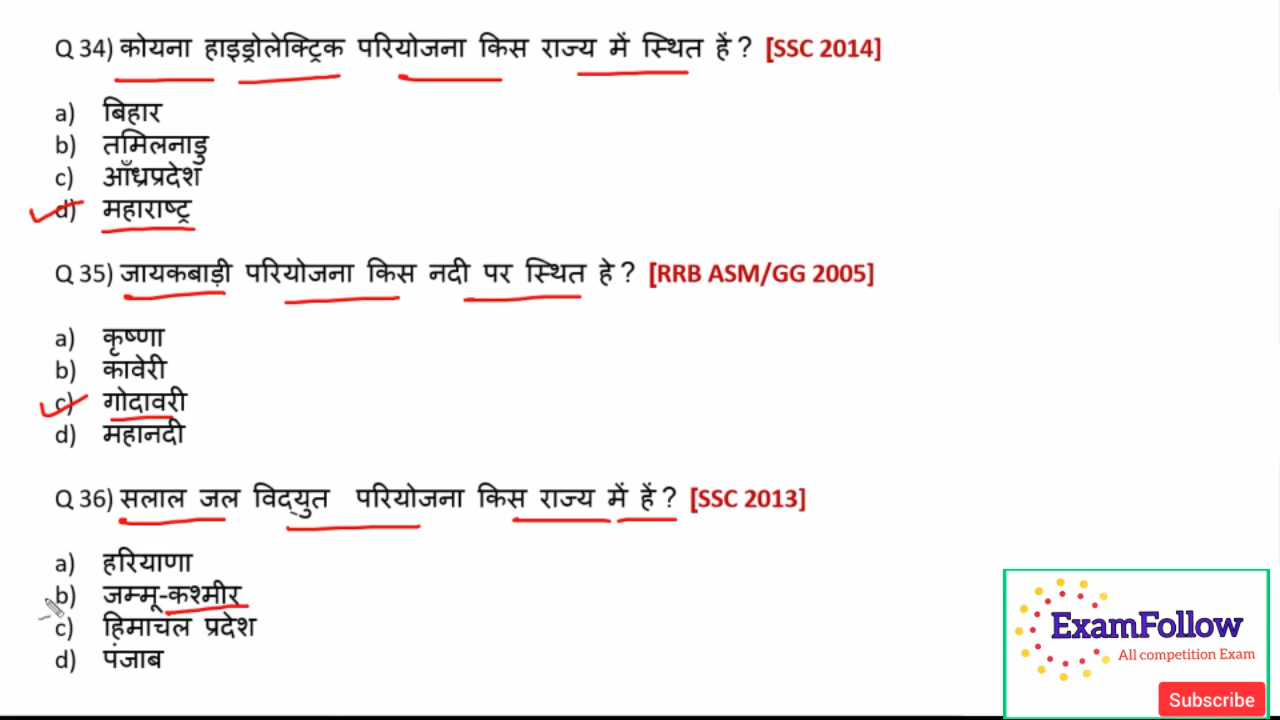 Q 34) कोयना हाइड्रोलेक्ट्रिक परियोजना किस राज्य में स्थित हें ? [SSC 2014]
a) बिहार
b) तमिलनाडु
c) आँध्रप्रदेश
d) महाराष्ट्र
Q 35) जायकबाड़ी परियोजना किस नदी पर स्थित हे ? [RRB ASM/GG 2005]
a) कृष्णा
b) कावेरी
c) गोदावरी
d) महानदी
Q 36) सलाल जल विद्‌युत परियोजना किस राज्य में हें ? [SSC 2013]
a) हरियाणा
b) जम्मू-कश्मीर
c) हिमाचंल प्रदेश
d) पंजाब
ExamFollow
All competition Exam
Subscribe